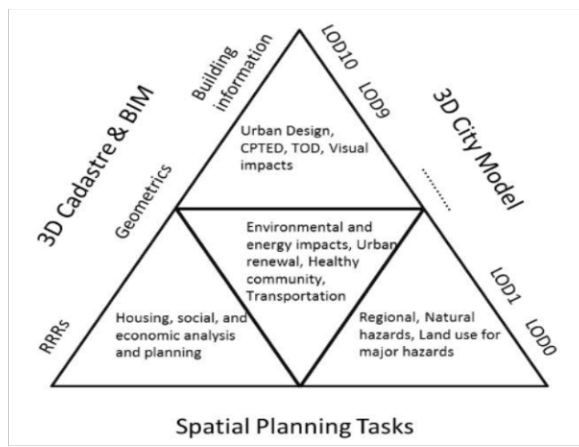 3D Cadastre & BIM
Building
information
Geometrics
RRRs
LOD10
LOD9
..........
LOD1
LOD0
3D City Model
Urban Design,
CPTED, TOD, Visual
impacts
Environmental and
energy impacts, Urban
renewal, Healthy
community,
Transportation
Housing, social, and
economic analysis
and planning
Regional, Natural
hazards, Land use for
major hazards
Spatial Planning Tasks